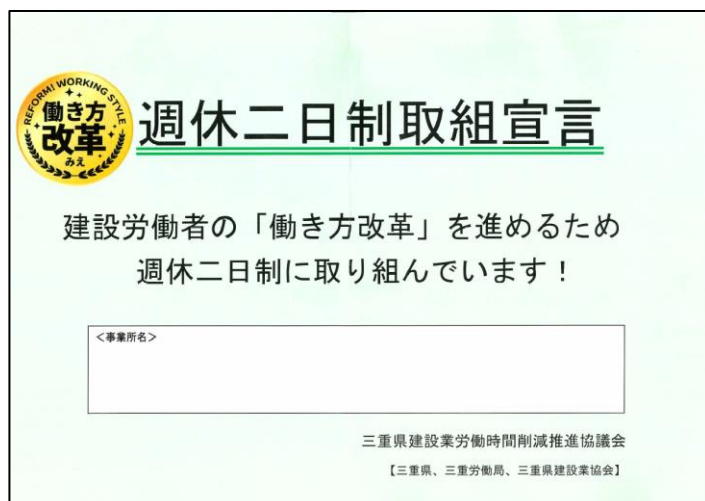 REFORM! WORKING STYLE
働き方
改革
みえ
週休二日制取組宣言
建設労働者の「働き方改革」を進めるため
週休二日制に取り組んでいます！
＜事業所名＞
三重県建設業労働時間削減推進協議会
【三重県、三重労働局、三重県建設業協会】